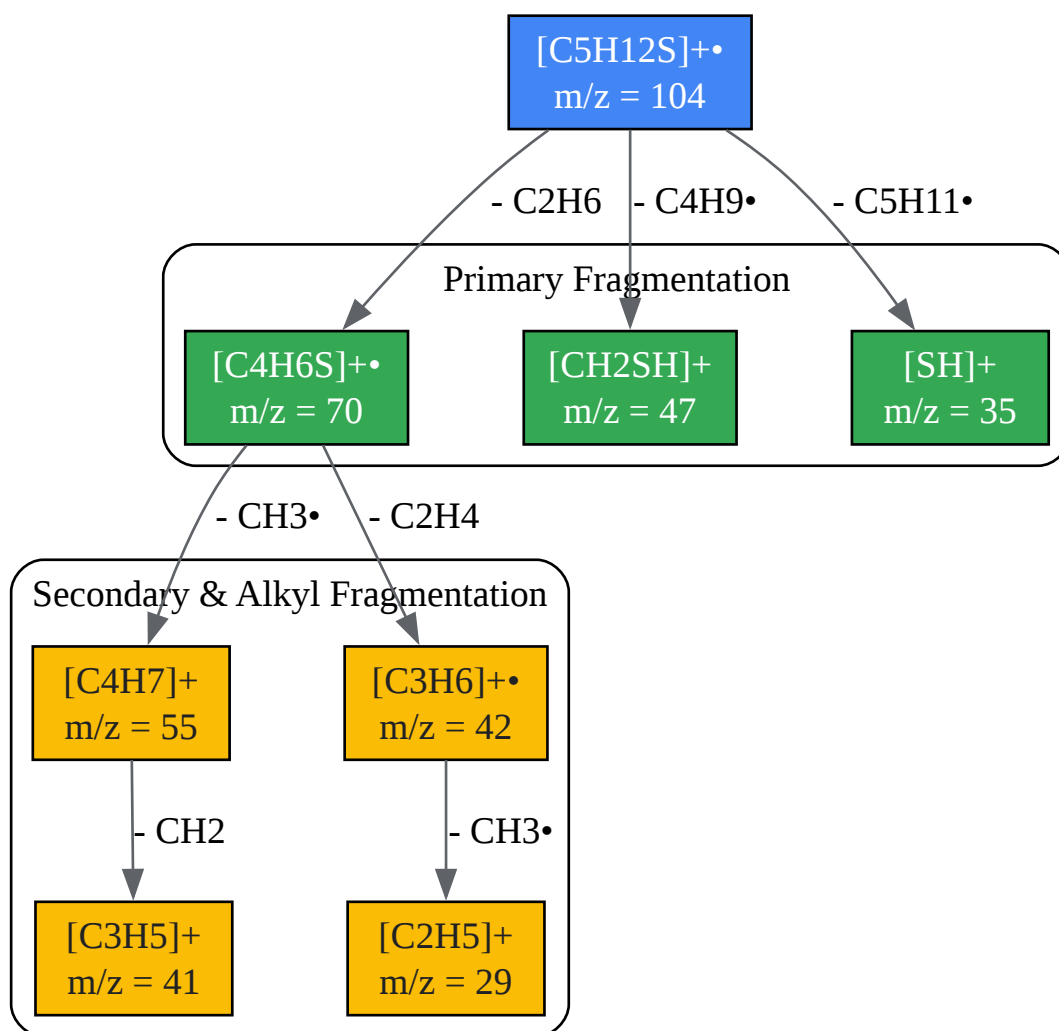 [C5H12S]+•
m/z = 104
- C2H6
- C4H9•
- C5H11•
Primary Fragmentation
[C4H6S]+•
m/z = 70
[CH2SH]+
m/z = 47
[SH]+
m/z = 35
- CH3•
- C2H4
Secondary & Alkyl Fragmentation
[C4H7]+
m/z = 55
[C3H6]+•
m/z = 42
- CH2
- CH3•
[C3H5]+
m/z = 41
[C2H5]+
m/z = 29